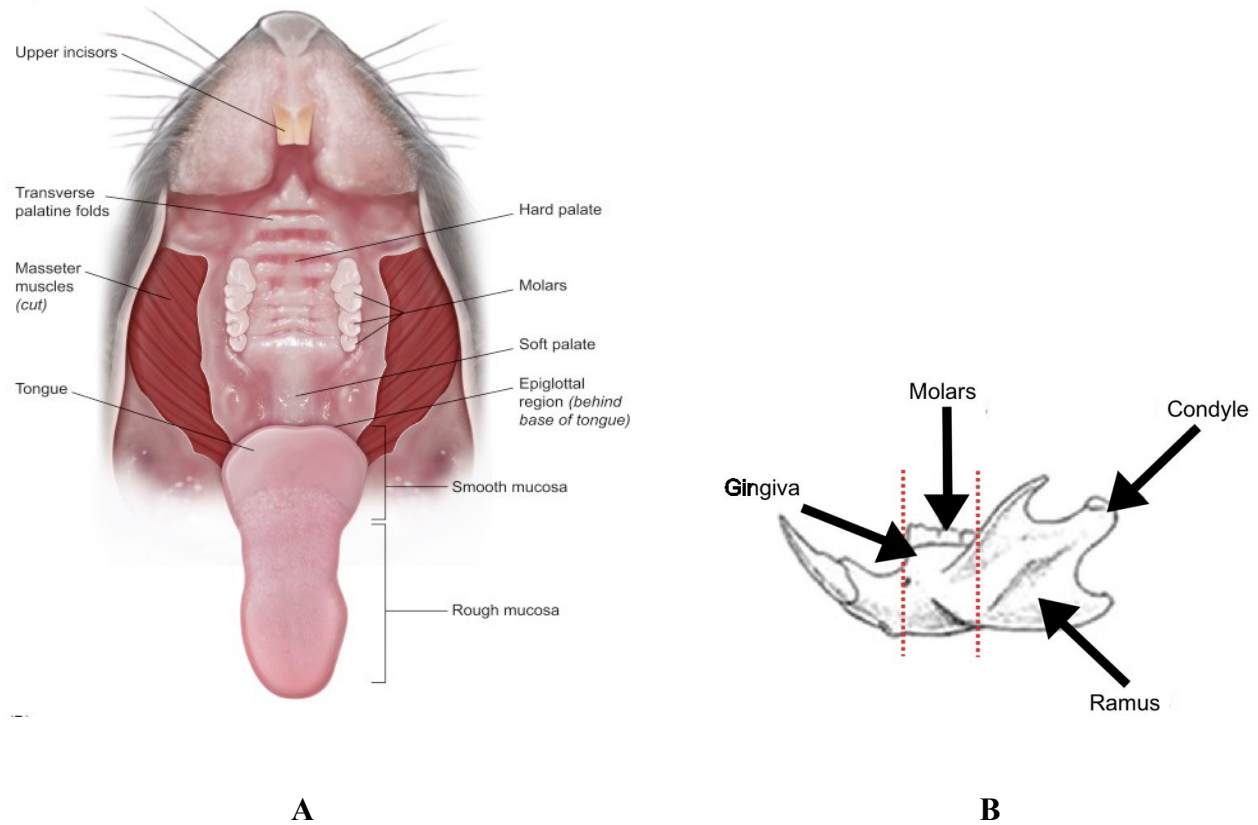 Upper incisors
Transverse
palatine folds
Masseter
muscles
(cut)
Tongue
Hard palate
Molars
Soft palate
Epiglottal
region (behind
base of tongue)
Smooth mucosa
Rough mucosa
A
Molars
Condyle
Gingiva
Ramus
B